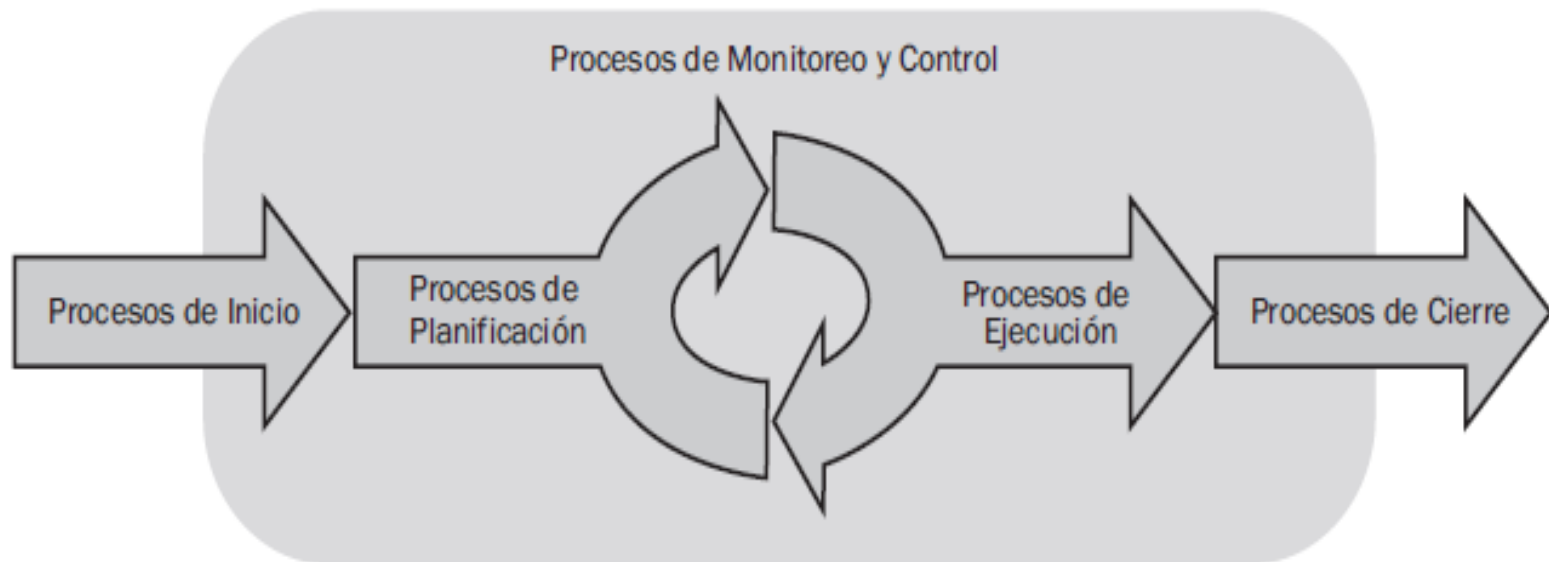 Procesos de Monitoreo y Control
Procesos de Inicio
Procesos de
Planificación
Procesos de
Ejecución
Procesos de Cierre